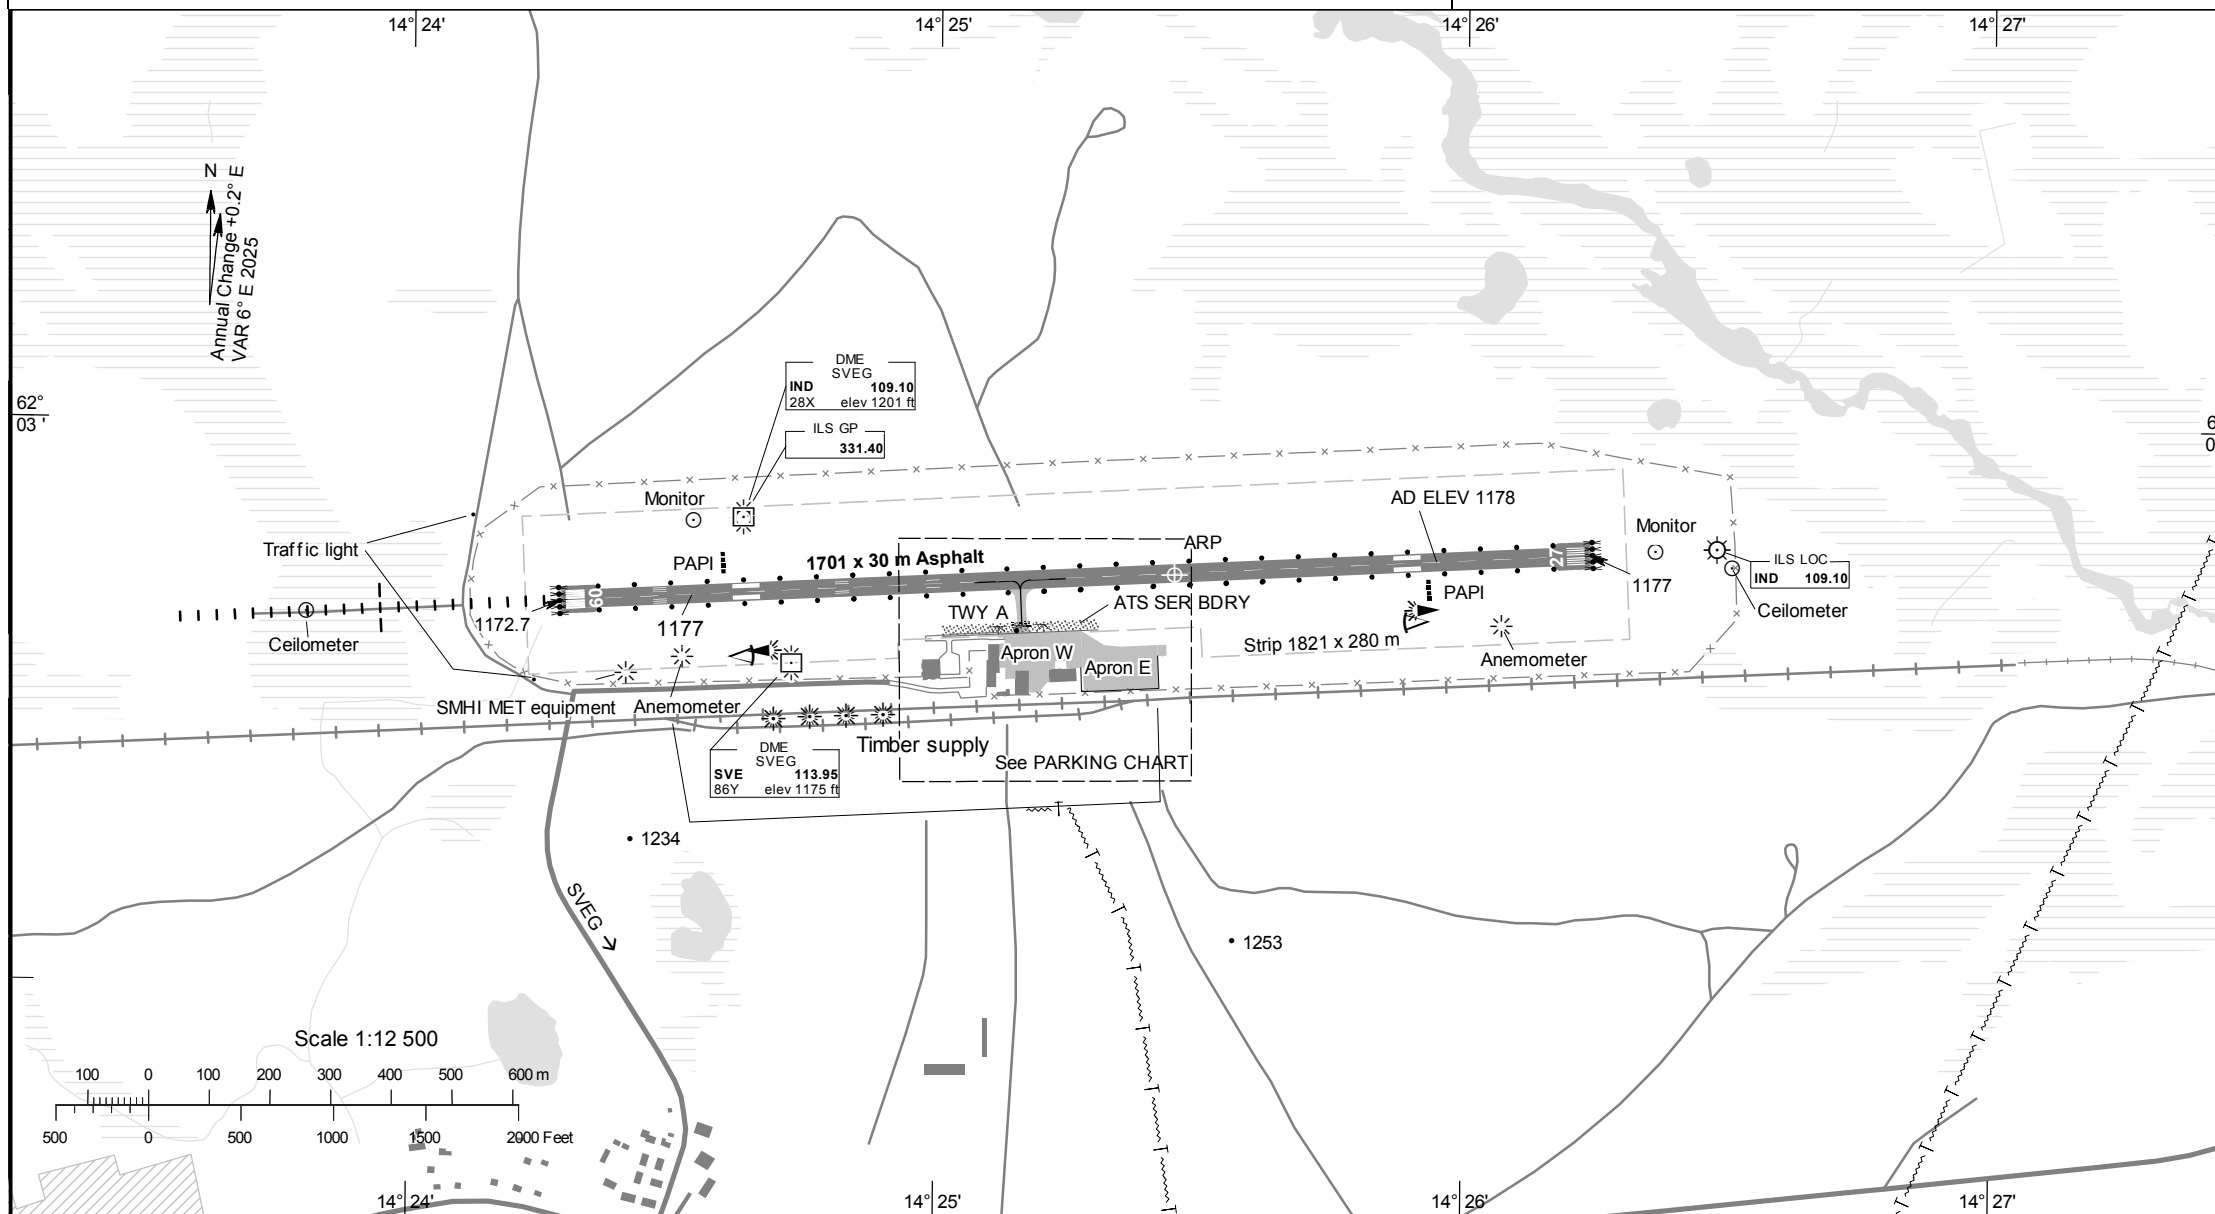 14° 24'
14° 25'
14° 26'
14° 27'
N
Annual Change +0.2° E
VAR 6° E 2025
DME
SVEG
IND 109.10
28X elev 1201 ft
ILS GP
331.40
62°
03 '
6
0
Monitor
AD ELEV 1178
Monitor
Traffic light
PAPI
1701 x 30 m Asphalt
ARP
27
ILS LOC
IND 109.10
PAPI
1177
09
1172.7
1177
TWY A
ATS SER BDRY
Ceilometer
Ceilometer
Strip 1821 x 280 m
Apron W
Apron E
Anemometer
SMHI MET equipment
Anemometer
Timber supply
DME
SVEG
SVE 113.95
86Y elev 1175 ft
See PARKING CHART
1234
SVEG
1253
Scale 1:12 500
100 0 100 200 300 400 500 600 m
500 0 500 1000 1500 2000 Feet
14° 24'
14° 25'
14° 26'
14° 27'